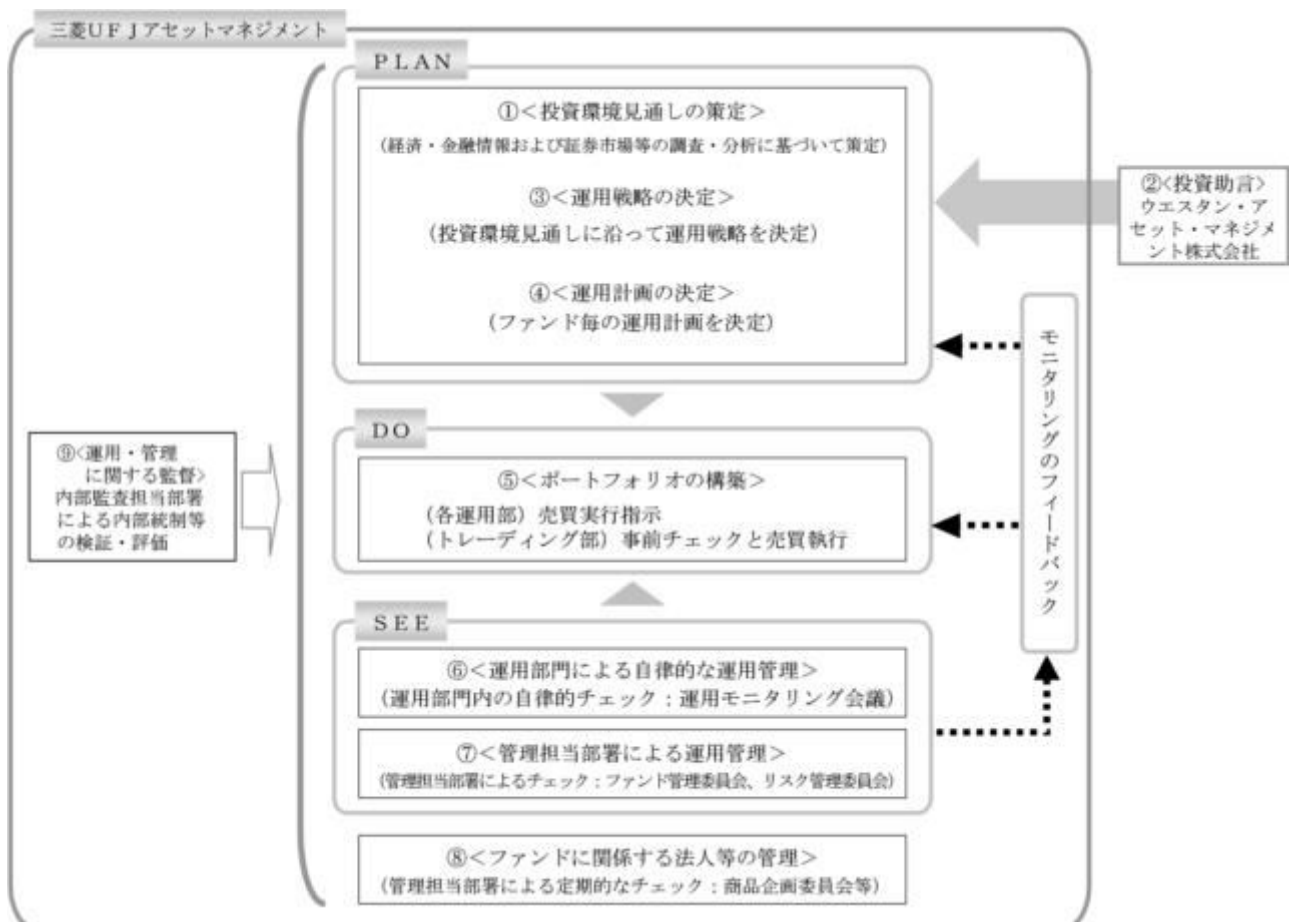 三菱ＵＦＪアセットマネジメント
ＰＬＡＮ
①＜投資環境見通しの策定＞
(経済・金融情報および証券市場等の調査・分析に基づいて策定)
③＜運用戦略の決定＞
(投資環境見通しに沿って運用戦略を決定)
④＜運用計画の決定＞
(ファンド毎の運用計画を決定)
②<投資助言>
ウエスタン・ア
セット・マネジメ
ント株式会社
モニタリングのフィードバック
ＤＯ
⑤＜ポートフォリオの構築＞
(各運用部) 売買実行指示
(トレーディング部) 事前チェックと売買執行
⑨<運用・管理
に関する監督>
内部監査担当部署
による内部統制等
の検証・評価
ＳＥＥ
⑥＜運用部門による自律的な運用管理＞
(運用部門内の自律的チェック：運用モニタリング会議)
⑦＜管理担当部署による運用管理＞
(管理担当部署によるチェック：ファンド管理委員会、リスク管理委員会)
⑧＜ファンドに関係する法人等の管理＞
(管理担当部署による定期的なチェック：商品企画委員会等)